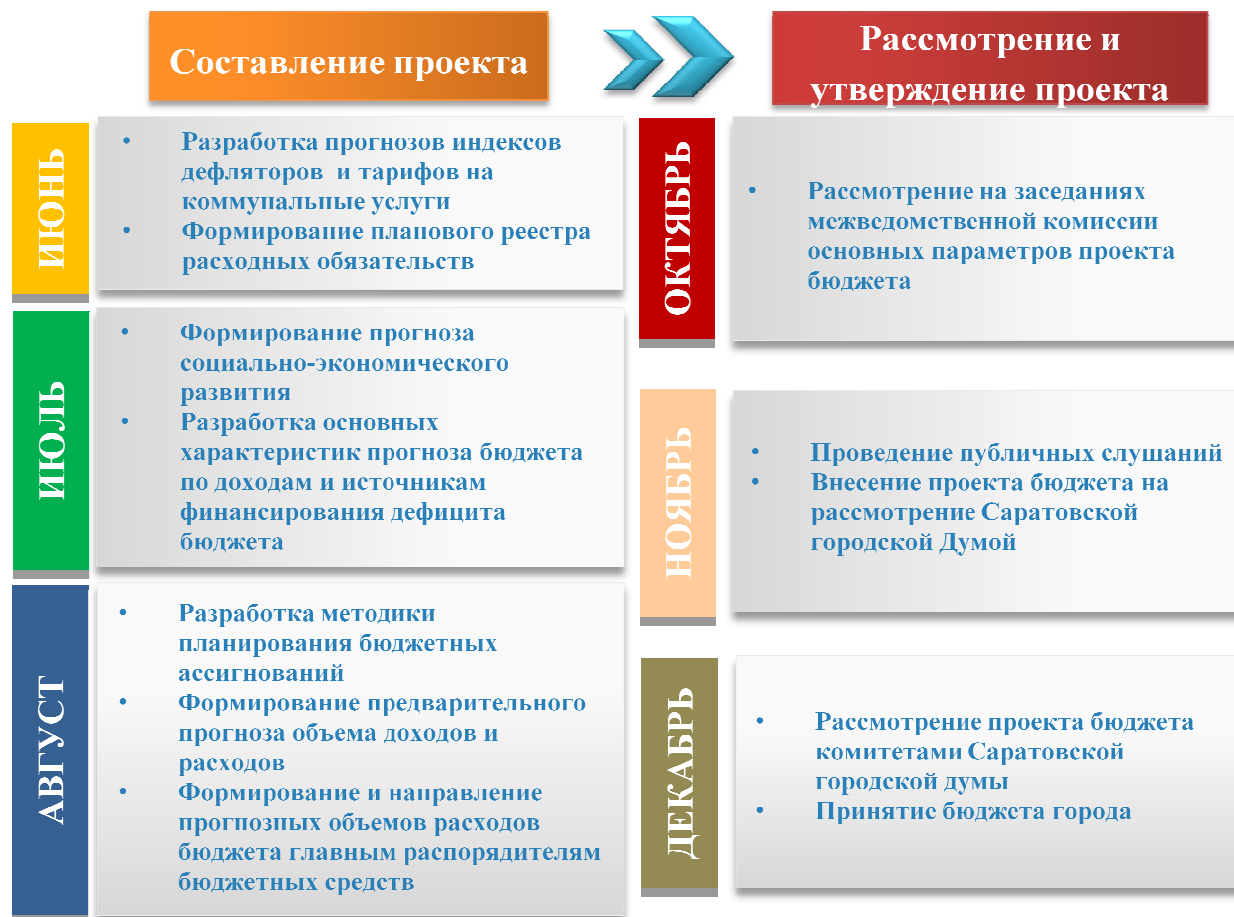 Составление проекта
Рассмотрение и
утверждение проекта
ИЮНЬ
• Разработка прогнозов индексов
дефляторов и тарифов на
коммунальные услуги
• Формирование планового реестра
расходных обязательств
ИЮЛЬ
• Формирование прогноза
социально-экономического
развития
• Разработка основных
характеристик прогноза бюджета
по доходам и источникам
финансирования дефицита
бюджета
АВГУСТ
• Разработка методики
планирования бюджетных
ассигнований
• Формирование предварительного
прогноза объема доходов и
расходов
• Формирование и направление
прогнозных объемов расходов
бюджета главным распорядителям
бюджетных средств
ОКТЯБРЬ
• Рассмотрение на заседаниях
межведомственной комиссии
основных параметров проекта
бюджета
НОЯБРЬ
• Проведение публичных слушаний
• Внесение проекта бюджета на
рассмотрение Саратовской
городской Думой
ДЕКАБРЬ
• Рассмотрение проекта бюджета
комитетами Саратовской
городской думы
• Принятие бюджета города